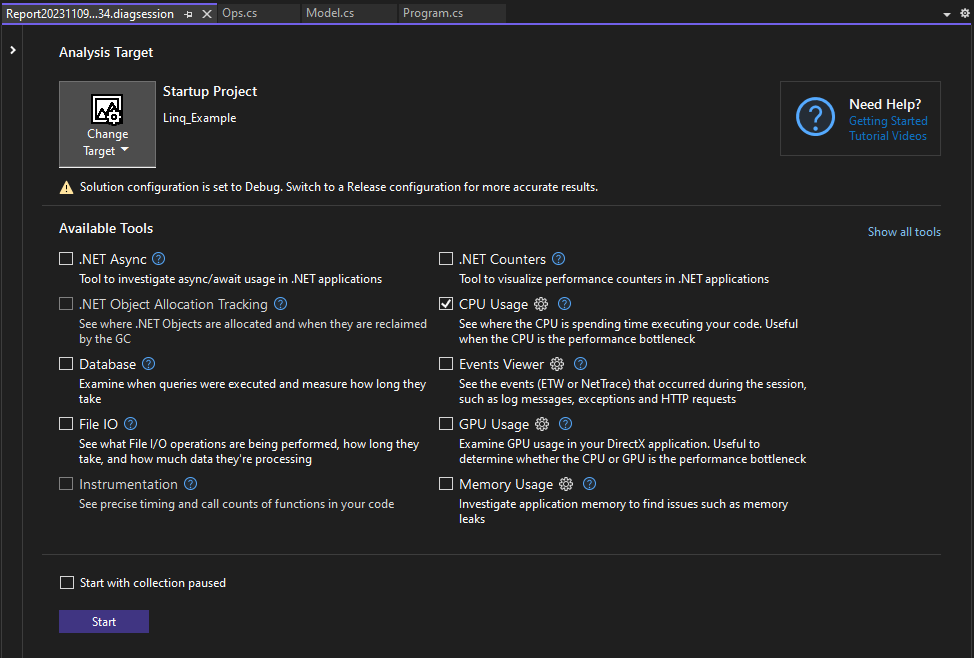 Report20231109...34.diagsession
Ops.cs
Model.cs
Program.cs
Analysis Target
Change
Target
Startup Project
Linq_Example
Need Help?
Getting Started
Tutorial Videos
Solution configuration is set to Debug. Switch to a Release configuration for more accurate results.
Available Tools
Show all tools
.NET Async
Tool to investigate async/await usage in .NET applications
.NET Counters
Tool to visualize performance counters in .NET applications
.NET Object Allocation Tracking
See where .NET Objects are allocated and when they are reclaimed
by the GC
CPU Usage
See where the CPU is spending time executing your code. Useful
when the CPU is the performance bottleneck
Database
Examine when queries were executed and measure how long they
take
Events Viewer
See the events (ETW or NetTrace) that occurred during the session,
such as log messages, exceptions and HTTP requests
File IO
See what File I/O operations are being performed, how long they
take, and how much data they're processing
GPU Usage
Examine GPU usage in your DirectX application. Useful to
determine whether the CPU or GPU is the performance bottleneck
Instrumentation
See precise timing and call counts of functions in your code
Memory Usage
Investigate application memory to find issues such as memory
leaks
Start with collection paused
Start